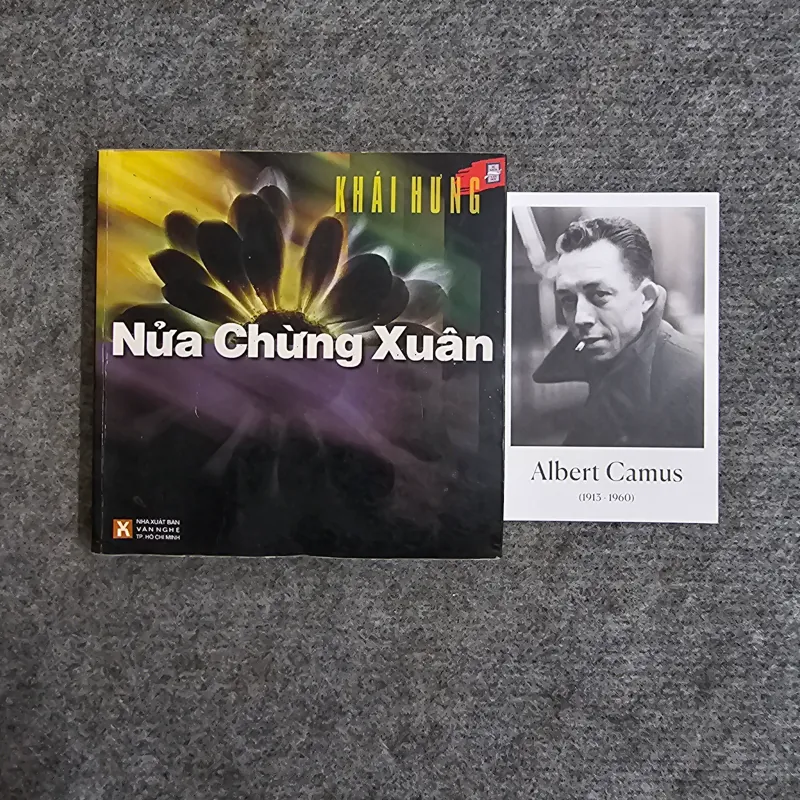 KHÁI HƯNG
Nửa Chừng Xuân
NHÀ XUẤT BẢN
VĂN NGHỆ
TP. HỒ CHÍ MINH
Albert Camus
(1913 - 1960)